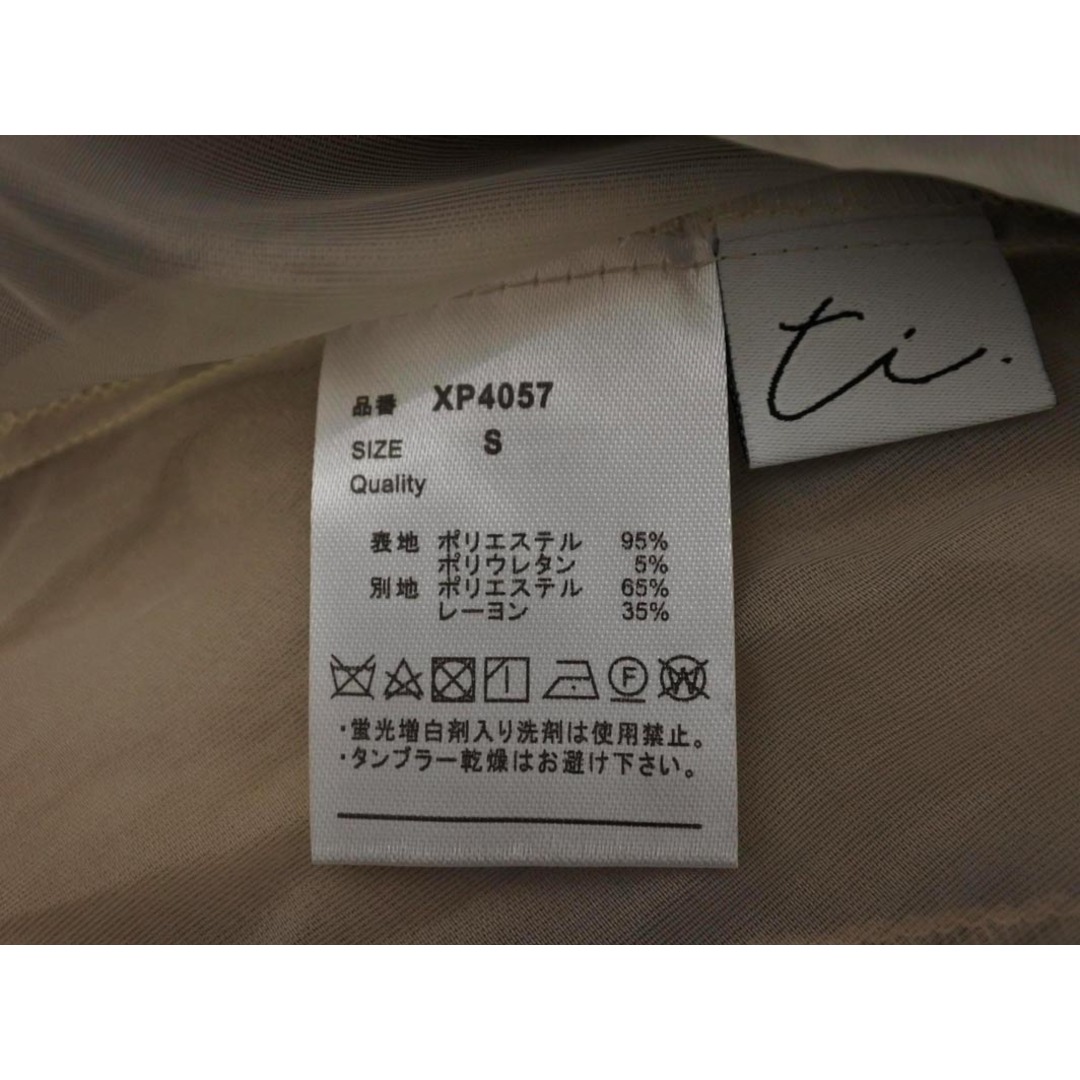 品番 XP4057
SIZE S
Quality
表地 ポリエステル 95%
ポリウレタン 5%
別地 ポリエステル 65%
レーヨン 35%
F W
・蛍光増白剤入り洗剤は使用禁止。
・タンブラー乾燥はお避け下さい。
ti.